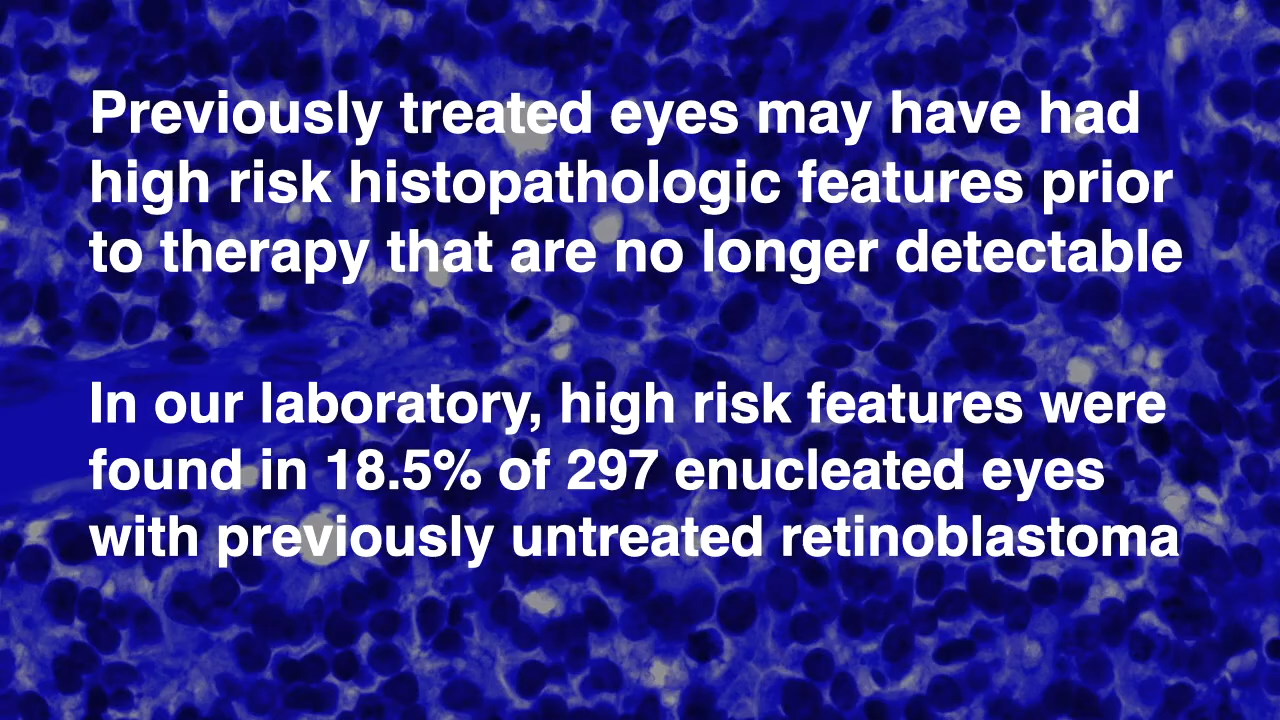 Previously treated eyes may have had
high risk histopathologic features prior
to therapy that are no longer detectable
In our laboratory, high risk features were
found in 18.5% of 297 enucleated eyes
with previously untreated retinoblastoma